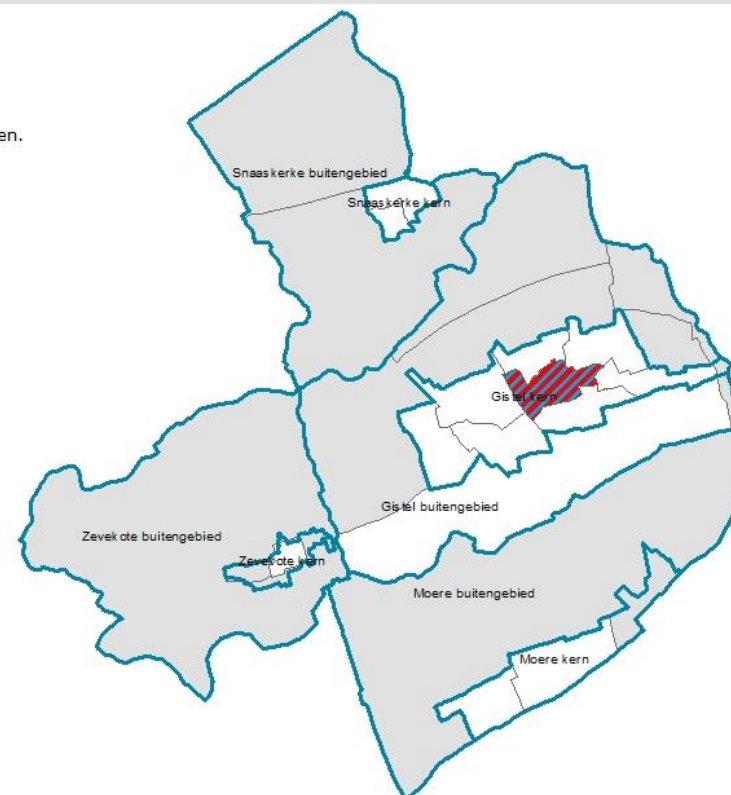 en.
Snaaskerke buitengebied
Snaaskerke kern
Gistel kern
Gistel buitengebied
Zevekote buitengebied
Zevekote kern
Moere buitengebied
Moere kern